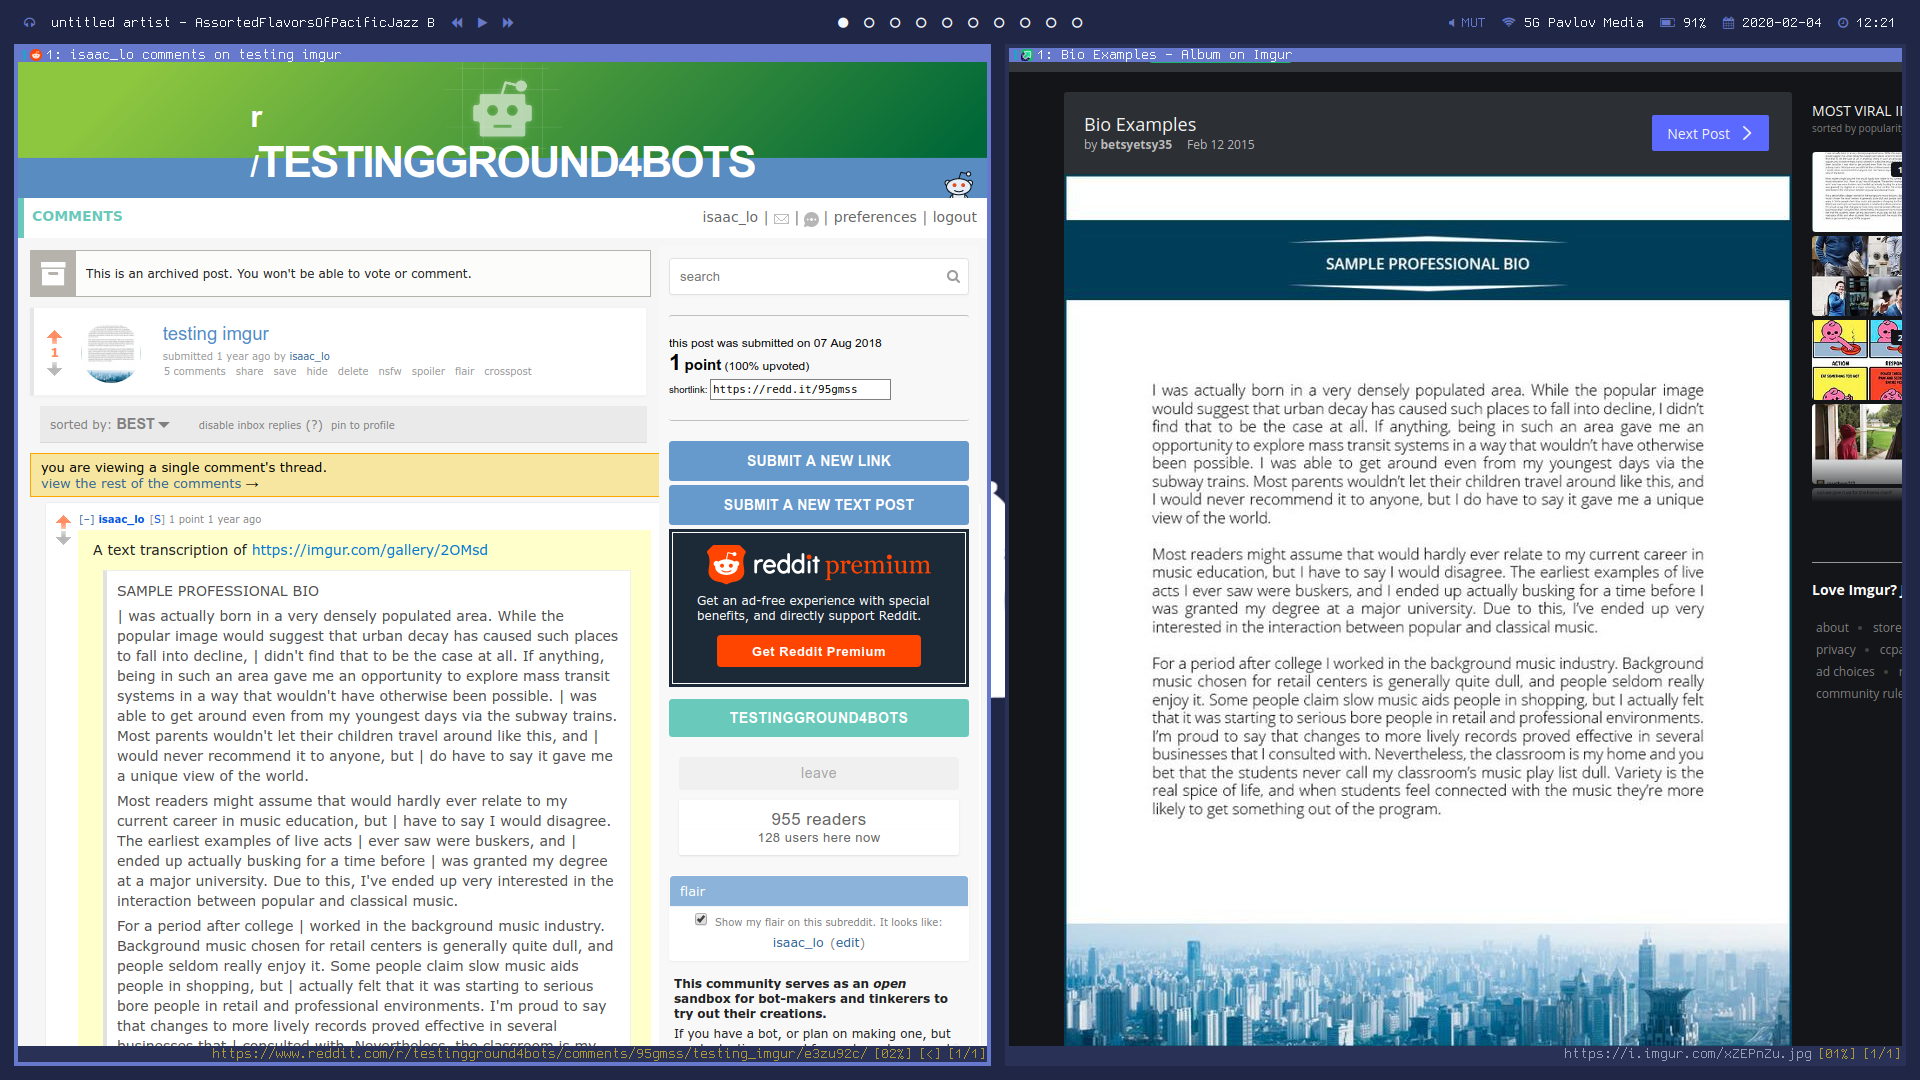 untitled artist - AssortedFlavorsOfPacificJazz B
MUT 5G Pavlov Media 91% 2020-02-04 12:21
1: isaac_lo comments on testing imgur
r
/TESTINGGROUND4BOTS
COMMENTS
isaac_lo | | | preferences | logout
This is an archived post. You won't be able to vote or comment.
1
testing imgur
submitted 1 year ago by isaac_lo
5 comments share save hide delete nsfw spoiler flair crosspost
sorted by: BEST disable inbox replies (?) pin to profile
you are viewing a single comment's thread.
view the rest of the comments →
[–] isaac_lo [S] 1 point 1 year ago
A text transcription of https://imgur.com/gallery/2OMsd
SAMPLE PROFESSIONAL BIO
| was actually born in a very densely populated area. While the
popular image would suggest that urban decay has caused such places
to fall into decline, | didn't find that to be the case at all. If anything,
being in such an area gave me an opportunity to explore mass transit
systems in a way that wouldn't have otherwise been possible. | was
able to get around even from my youngest days via the subway trains.
Most parents wouldn't let their children travel around like this, and |
would never recommend it to anyone, but | do have to say it gave me
a unique view of the world.
Most readers might assume that would hardly ever relate to my
current career in music education, but | have to say I would disagree.
The earliest examples of live acts | ever saw were buskers, and |
ended up actually busking for a time before | was granted my degree
at a major university. Due to this, I've ended up very interested in the
interaction between popular and classical music.
For a period after college | worked in the background music industry.
Background music chosen for retail centers is generally quite dull, and
people seldom really enjoy it. Some people claim slow music aids
people in shopping, but | actually felt that it was starting to serious
bore people in retail and professional environments. I'm proud to say
that changes to more lively records proved effective in several
businesses that | consulted with. Nevertheless, the classroom is my
search
this post was submitted on 07 Aug 2018
1 point (100% upvoted)
shortlink: https://redd.it/95gmss
SUBMIT A NEW LINK
SUBMIT A NEW TEXT POST
reddit premium
Get an ad-free experience with special
benefits, and directly support Reddit.
Get Reddit Premium
TESTINGGROUND4BOTS
leave
955 readers
128 users here now
flair
Show my flair on this subreddit. It looks like:
isaac_lo (edit)
This community serves as an open
sandbox for bot-makers and tinkerers to
try out their creations.
If you have a bot, or plan on making one, but
https://www.reddit.com/r/testingground4bots/comments/95gmss/testing_imgur/e3zu92c/ [02%] [<] [1/1]
1: Bio Examples - Album on Imgur
Bio Examples
by betsyetsy35 Feb 12 2015
Next Post
SAMPLE PROFESSIONAL BIO
I was actually born in a very densely populated area. While the popular image
would suggest that urban decay has caused such places to fall into decline, I didn't
find that to be the case at all. If anything, being in such an area gave me an
opportunity to explore mass transit systems in a way that wouldn't have otherwise
been possible. I was able to get around even from my youngest days via the
subway trains. Most parents wouldn't let their children travel around like this, and
I would never recommend it to anyone, but I do have to say it gave me a unique
view of the world.
Most readers might assume that would hardly ever relate to my current career in
music education, but I have to say I would disagree. The earliest examples of live
acts I ever saw were buskers, and I ended up actually busking for a time before I
was granted my degree at a major university. Due to this, I've ended up very
interested in the interaction between popular and classical music.
For a period after college I worked in the background music industry. Background
music chosen for retail centers is generally quite dull, and people seldom really
enjoy it. Some people claim slow music aids people in shopping, but I actually felt
that it was starting to serious bore people in retail and professional environments.
I'm proud to say that changes to more lively records proved effective in several
businesses that I consulted with. Nevertheless, the classroom is my home and you
bet that the students never call my classroom's music play list dull. Variety is the
real spice of life, and when students feel connected with the music they're more
likely to get something out of the program.
MOST VIRAL I
sorted by popularit
ACTION
Love Imgur? J
about • store
privacy • ccpa
ad choices •
community rule
https://i.imgur.com/xZEPnZu.jpg [01%] [1/1]